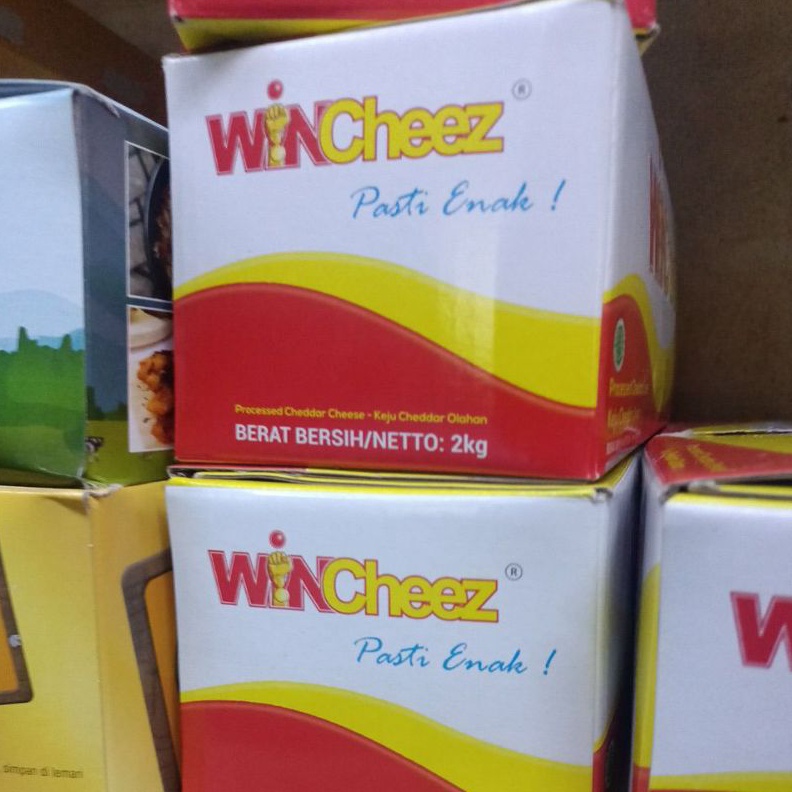 WiNCheez ®
Pasti Enak !
Processed Cheddar Cheese - Keju Cheddar Olahan
BERAT BERSIH/NETTO: 2kg
WiNCheez ®
Pasti Enak !
simpan di lemari